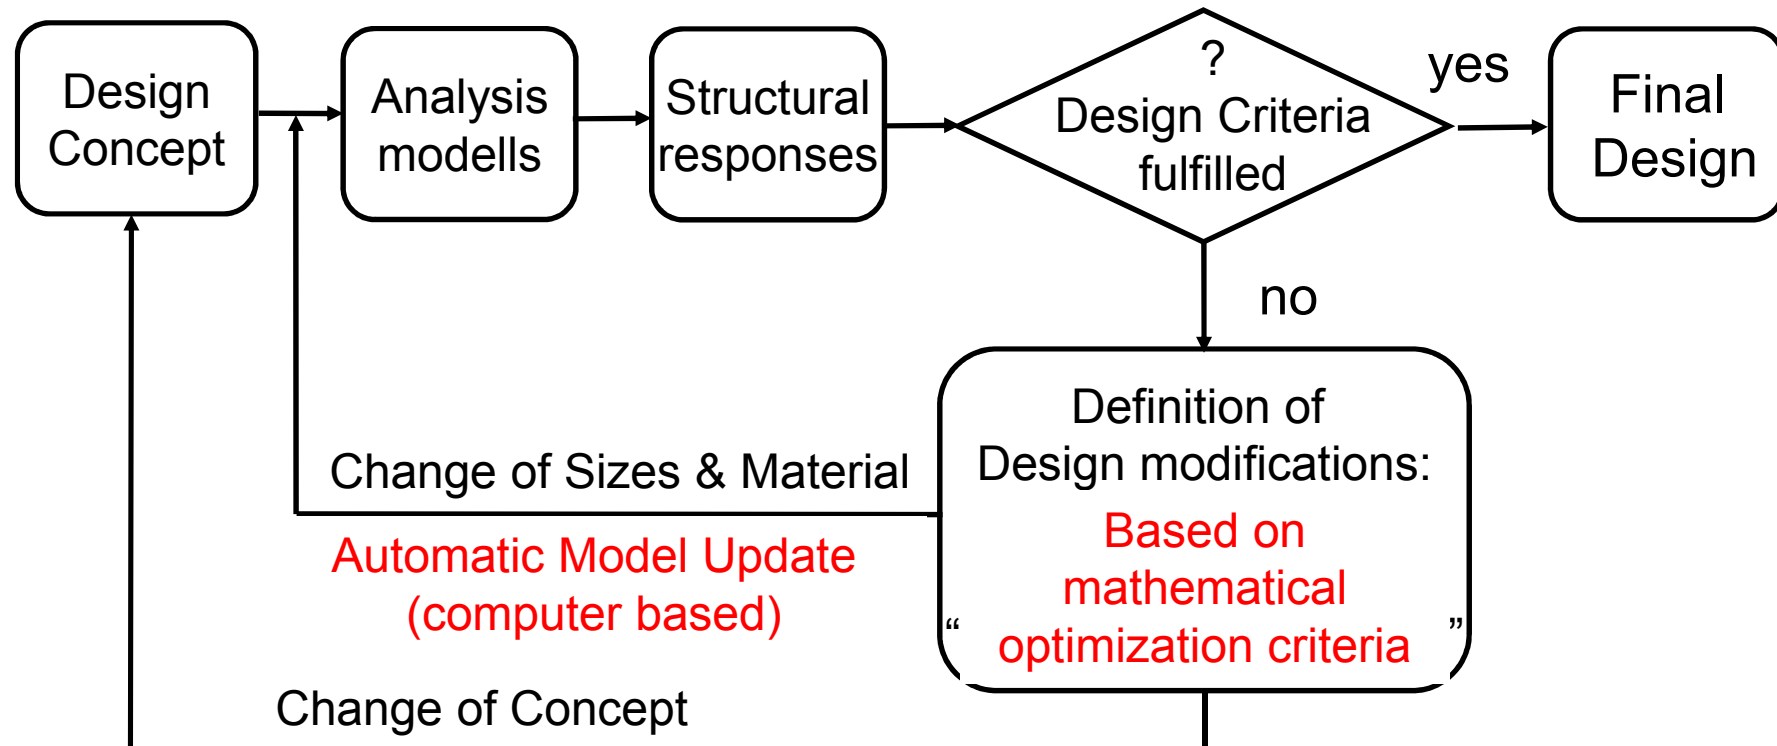 Design
Concept
Analysis
modells
Structural
responses
?
Design Criteria
fulfilled
yes
Final
Design
no
Definition of
Design modifications:
Based on
mathematical
“ optimization criteria ”
Change of Sizes & Material
Automatic Model Update
(computer based)
Change of Concept